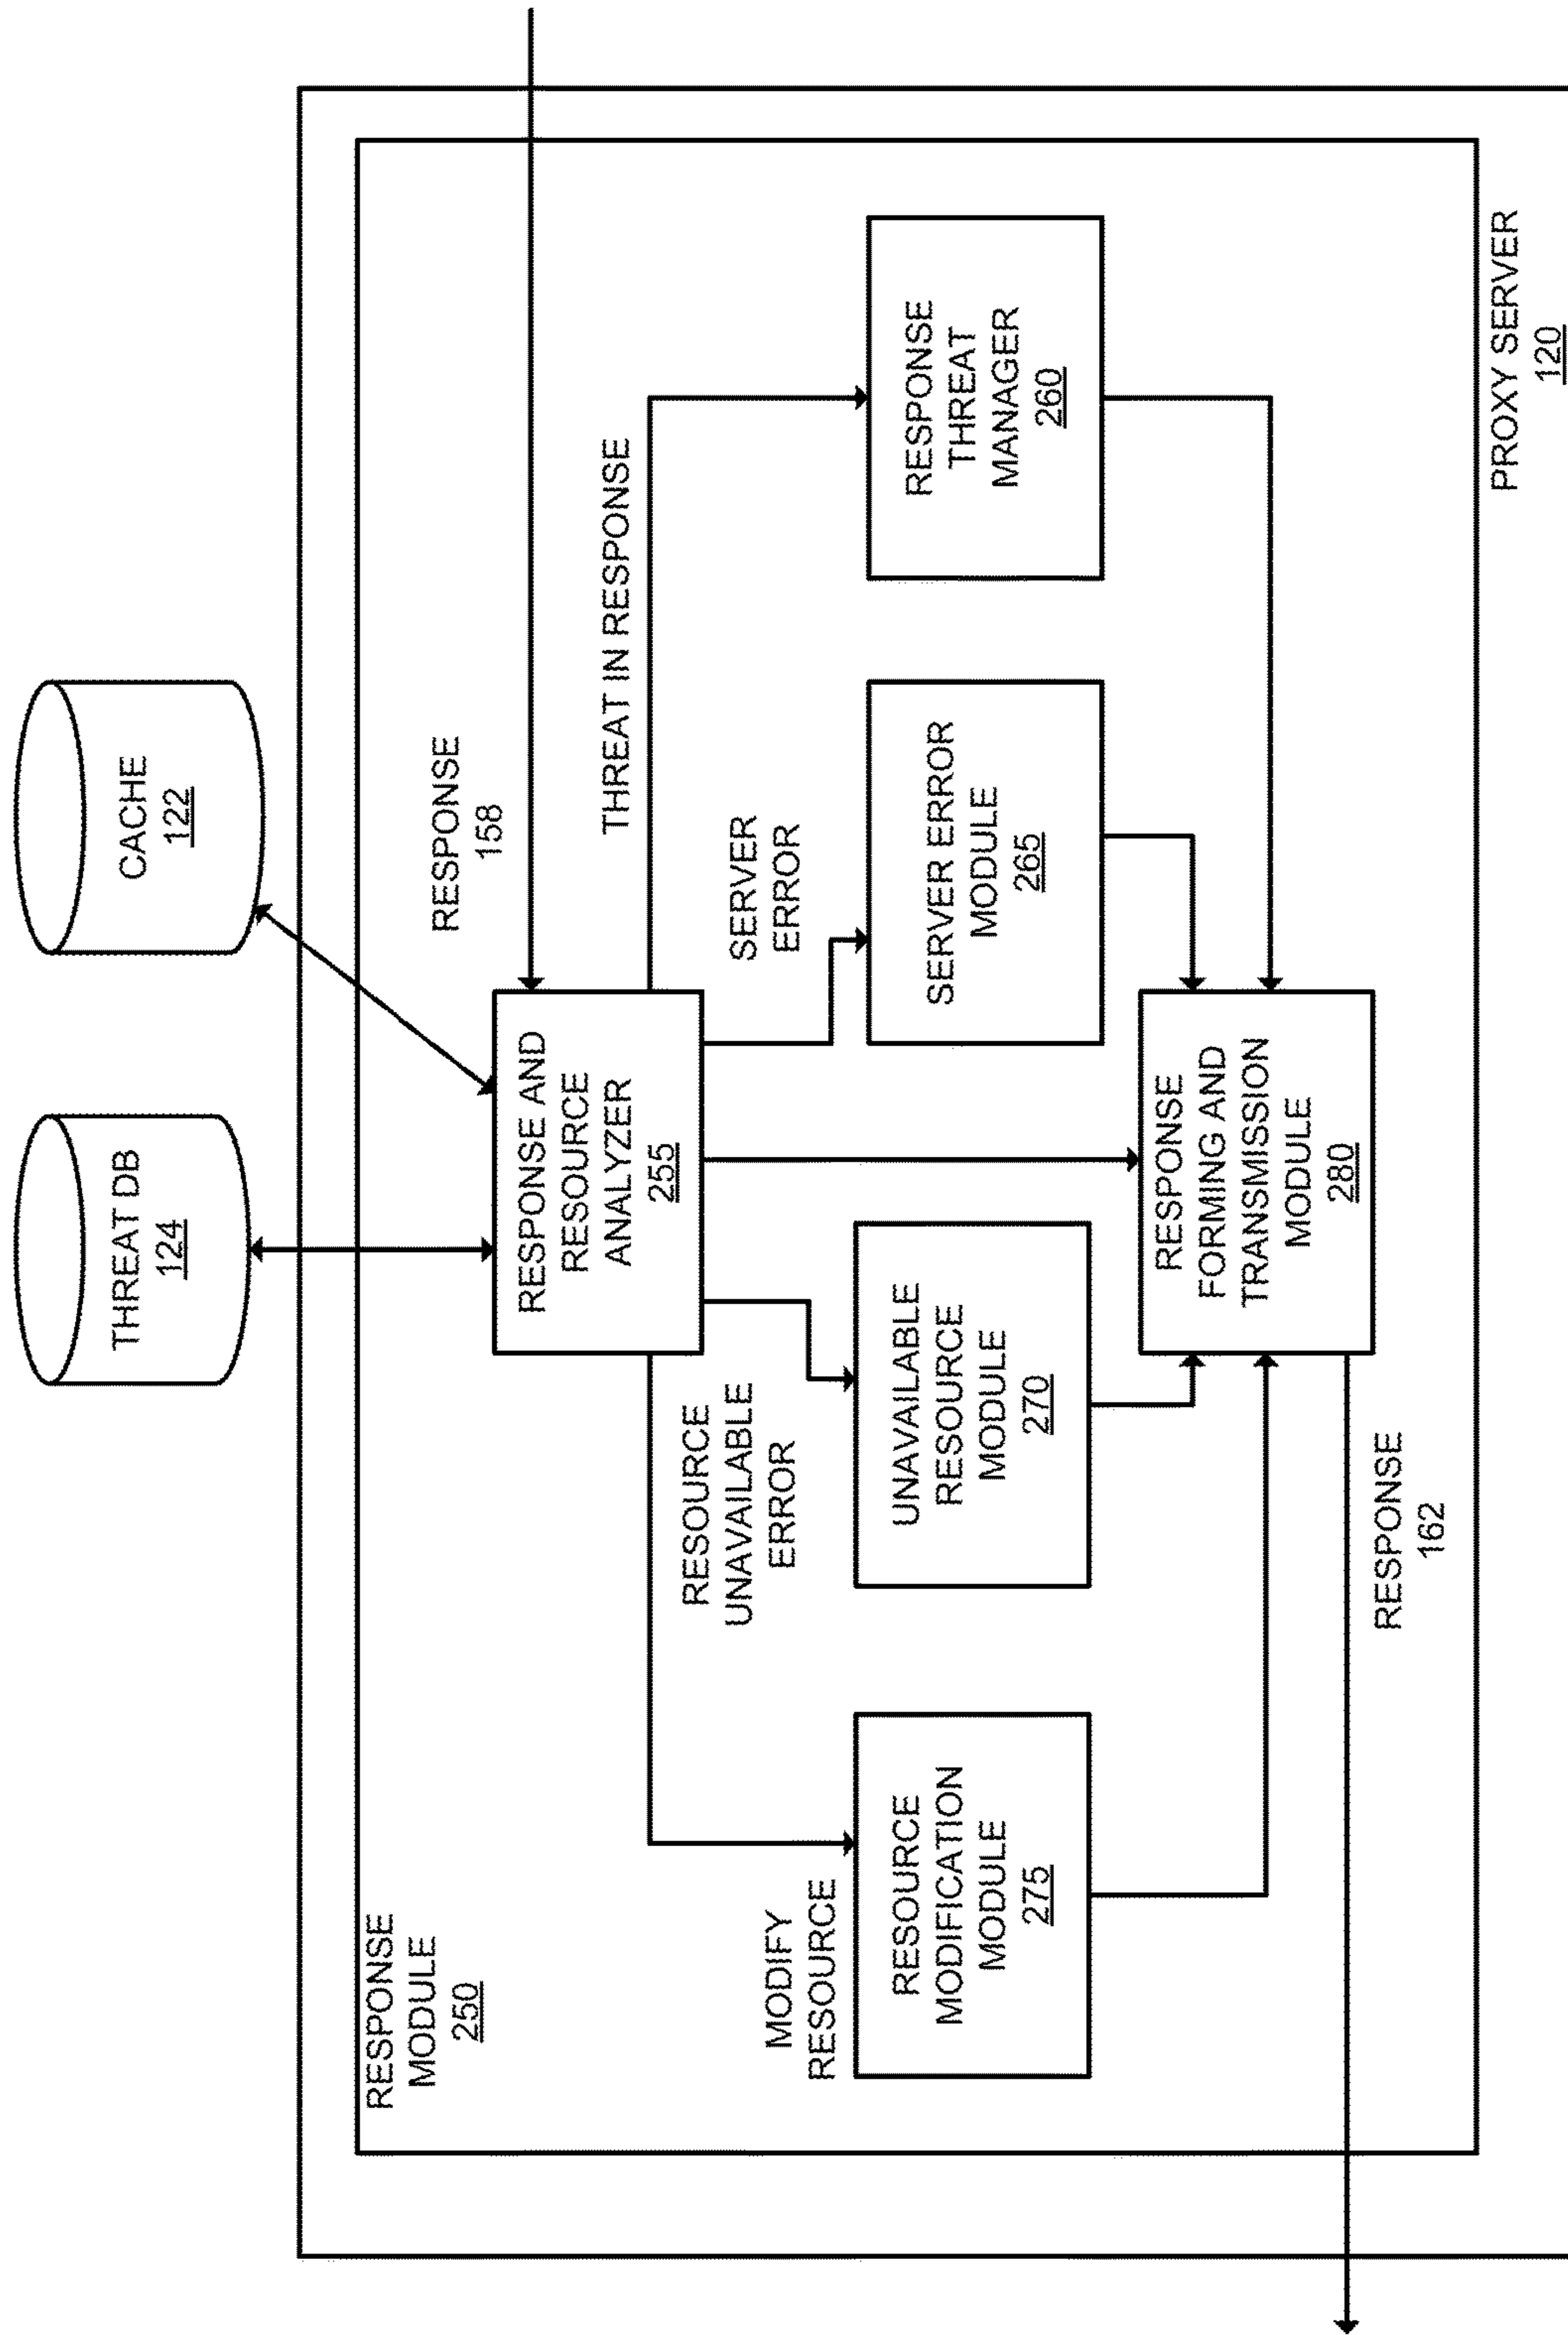 THREAT DB
124
CACHE
122
RESPONSE
MODULE
250
RESPONSE AND
RESOURCE
ANALYZER
255
RESPONSE
158
THREAT IN RESPONSE
MODIFY
RESOURCE
RESOURCE
UNAVAILABLE
ERROR
SERVER
ERROR
RESOURCE
MODIFICATION
MODULE
275
UNAVAILABLE
RESOURCE
MODULE
270
SERVER ERROR
MODULE
265
RESPONSE
THREAT
MANAGER
260
RESPONSE
FORMING AND
TRANSMISSION
MODULE
280
RESPONSE
162
PROXY SERVER
120